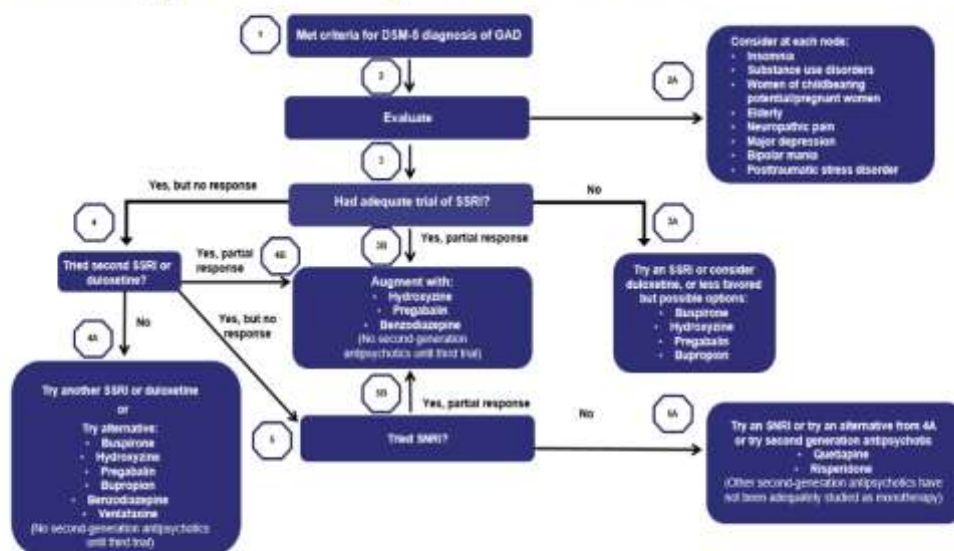 1
Met criteria for DSM-5 diagnosis of GAD
2
Evaluate
2A
Consider at each node:
• Insomnia
• Substance use disorders
• Women of childbearing
potential/pregnant women
• Elderly
• Neuropathic pain
• Major depression
• Bipolar mania
• Posttraumatic stress disorder
3
Yes, but no response
Had adequate trial of SSRI?
No
4
3B
Yes, partial response
3A
Tried second SSRI or
duloxetine?
Yes, partial
response
4B
Augment with:
• Hydroxyzine
• Pregabalin
• Benzodiazepine
(No second-generation
antipsychotics until third trial)
Try an SSRI or consider
duloxetine, or less favored
but possible options:
• Buspirone
• Hydroxyzine
• Pregabalin
• Bupropion
4A
No
Yes, but no
response
Try another SSRI or duloxetine
or
Try alternative:
• Buspirone
• Hydroxyzine
• Pregabalin
• Bupropion
• Benzodiazepine
• Venlafaxine
(No second-generation antipsychotics
until third trial)
5
5B
Yes, partial response
Tried SNRI?
No
5A
Try an SNRI or try an alternative from 4A
or try second generation antipsychotic
• Quetiapine
• Risperidone
(Other second-generation antipsychotics have
not been adequately studied as monotherapy)